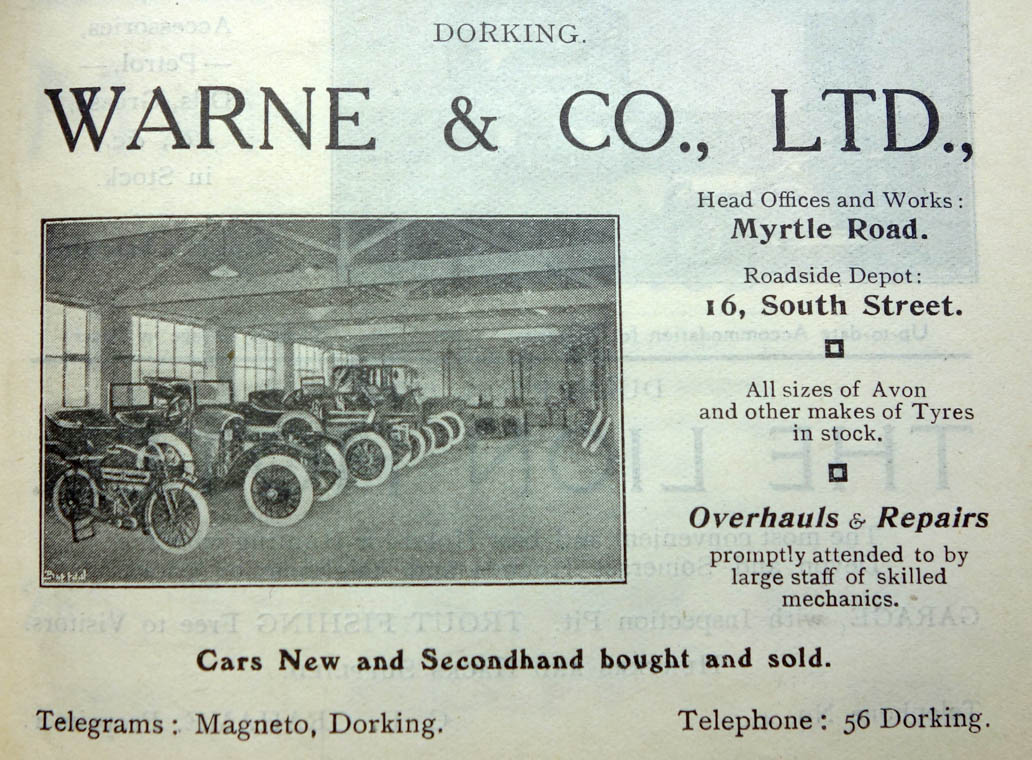 DORKING.
WARNE & CO., LTD.,
Head Offices and Works:
Myrtle Road.
Roadside Depot:
16, South Street.
All sizes of Avon
and other makes of Tyres
in stock.
Overhauls & Repairs
promptly attended to by
large staff of skilled
mechanics.
Cars New and Secondhand bought and sold.
Telegrams: Magneto, Dorking.
Telephone: 56 Dorking.